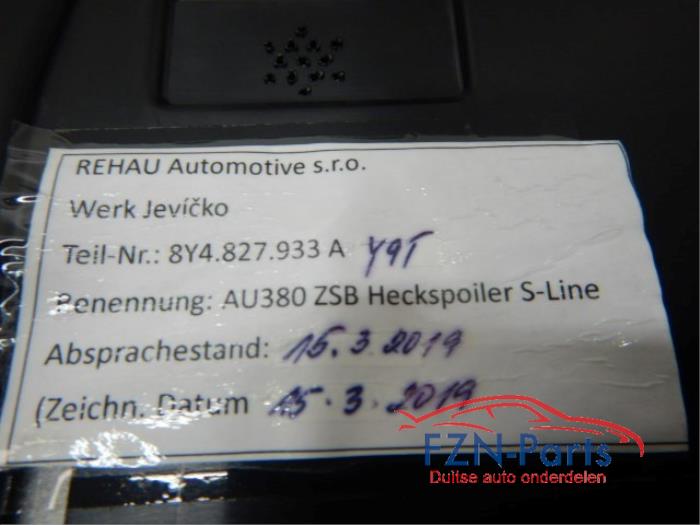 REHAU Automotive s.r.o.
Werk Jevíčko
Teil-Nr.: 8Y4.827.933 A Y9T
Benennung: AU380 ZSB Heckspoiler S-Line
Absprachestand: 15.3.2019
(Zeichn. Datum 15.3.2019
FZN-Parts
Duitse auto onderdelen